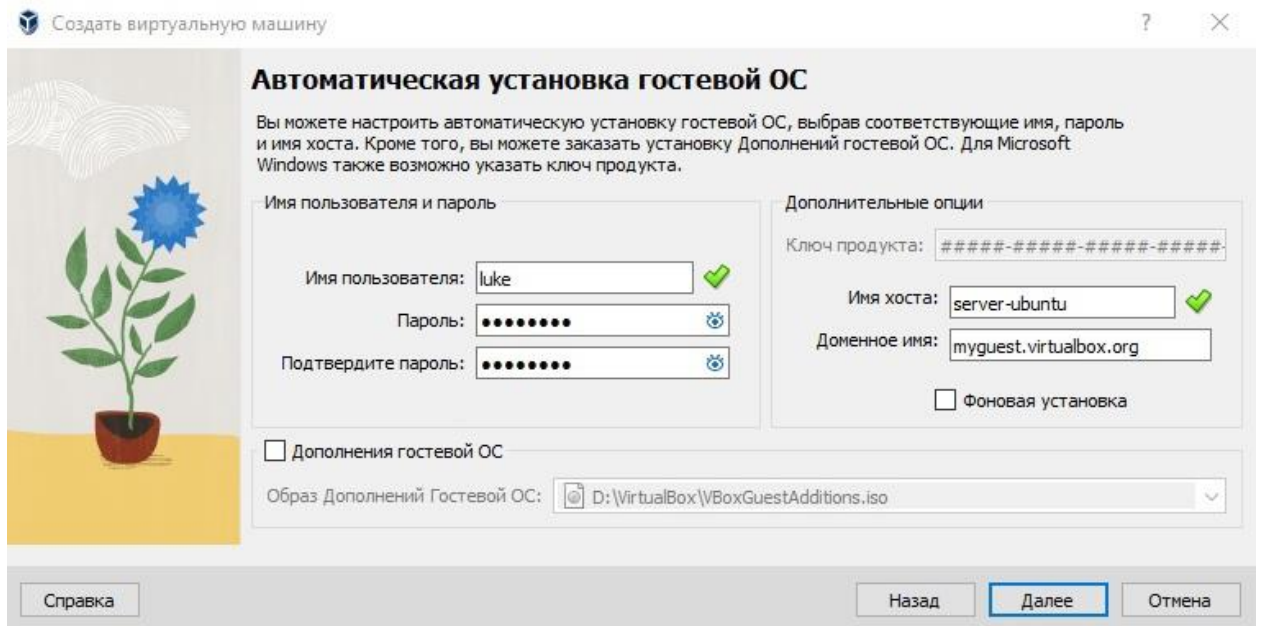 Создать виртуальную машину
?
Автоматическая установка гостевой ОС
Вы можете настроить автоматическую установку гостевой ОС, выбрав соответствующие имя, пароль
и имя хоста. Кроме того, вы можете заказать установку Дополнений гостевой ОС. Для Microsoft
Windows также возможно указать ключ продукта.
Имя пользователя и пароль
Имя пользователя: luke
Пароль: ●●●●●●●●
Подтвердите пароль: ●●●●●●●●
Дополнительные опции
Ключ продукта: #####-#####-#####-#####-
Имя хоста: server-ubuntu
Доменное имя: myguest.virtualbox.org
Фоновая установка
Дополнения гостевой ОС
Образ Дополнений Гостевой ОС: D:\VirtualBox\VBoxGuestAdditions.iso
Справка
Назад
Далее
Отмена